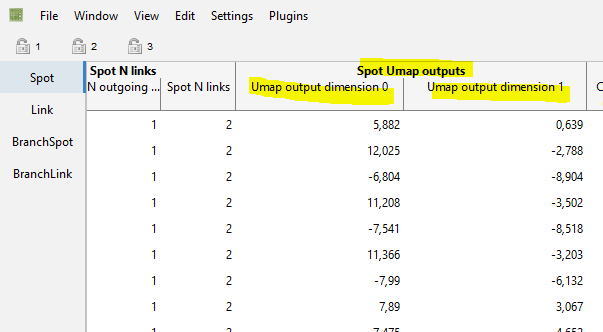 File Window View Edit Settings Plugins
1 2 3
Spot
Link
BranchSpot
BranchLink
Spot N links Spot Umap outputs
N outgoing ... Spot N links Umap output dimension 0 Umap output dimension 1 C
1 2 5,882 0,639
1 2 12,025 -2,788
1 2 -6,804 -8,904
1 2 11,208 -3,502
1 2 -7,541 -8,518
1 2 11,366 -3,203
1 2 -7,99 -6,132
1 2 7,89 3,067
7,475 4,653